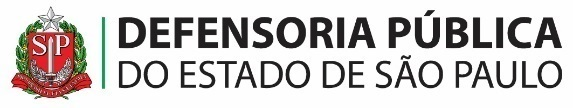 SP
DEFENSORIA PÚBLICA
DO ESTADO DE SÃO PAULO